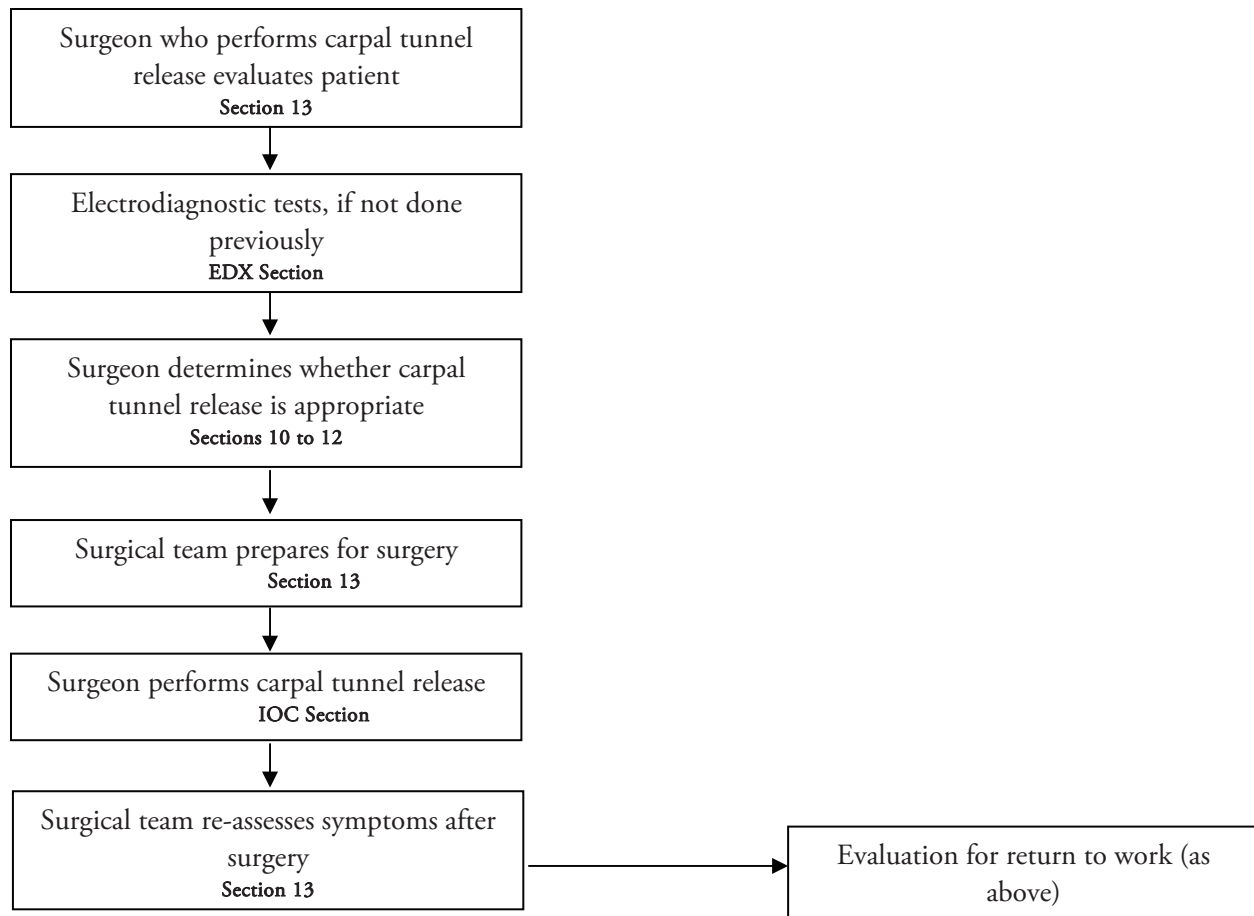 Surgeon who performs carpal tunnel
release evaluates patient
Section 13
Electrodiagnostic tests, if not done
previously
EDX Section
Surgeon determines whether carpal
tunnel release is appropriate
Sections 10 to 12
Surgical team prepares for surgery
Section 13
Surgeon performs carpal tunnel release
IOC Section
Surgical team re-assesses symptoms after
surgery
Section 13
Evaluation for return to work (as
above)